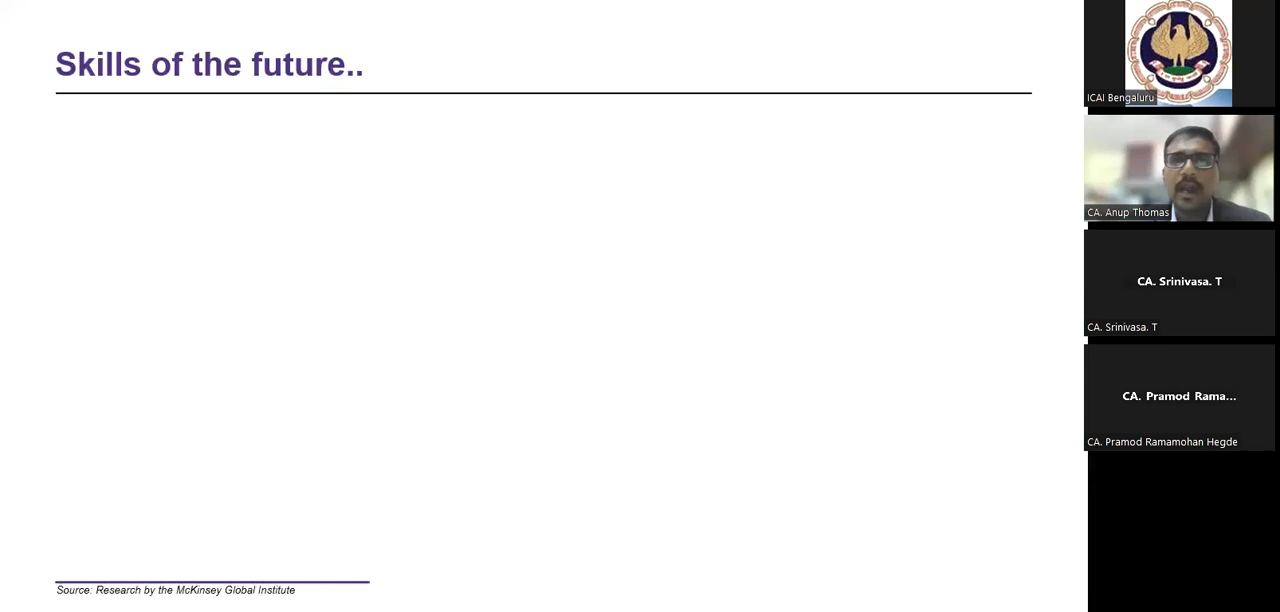 Skills of the future..
Source: Research by the McKinsey Global Institute
ICAI Bengaluru
CA. Anup Thomas
CA. Srinivasa. T
CA. Srinivasa. T
CA. Pramod Rama...
CA. Pramod Ramamohan Hegde